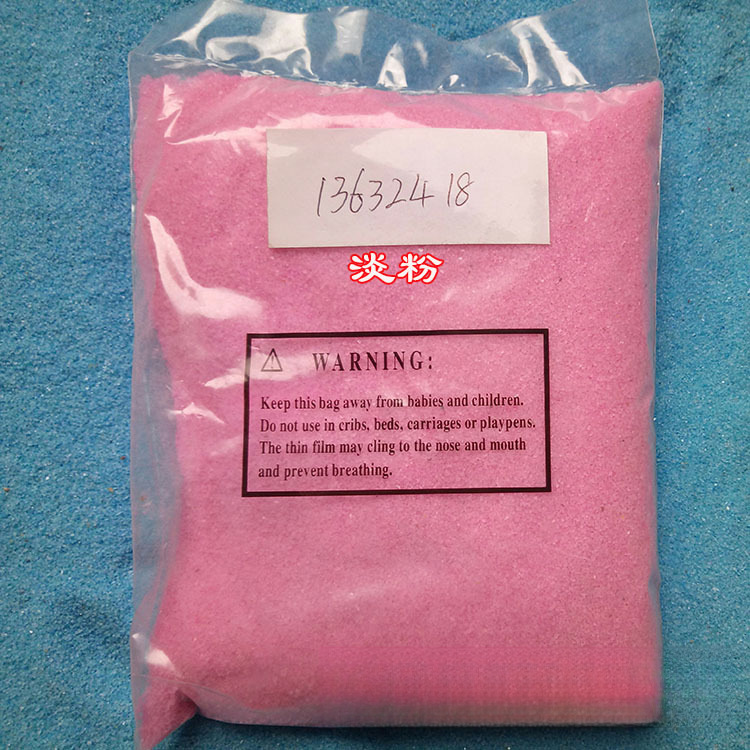 13632418
淡粉
⚠ WARNING:
Keep this bag away from babies and children.
Do not use in cribs, beds, carriages or playpens.
The thin film may cling to the nose and mouth
and prevent breathing.